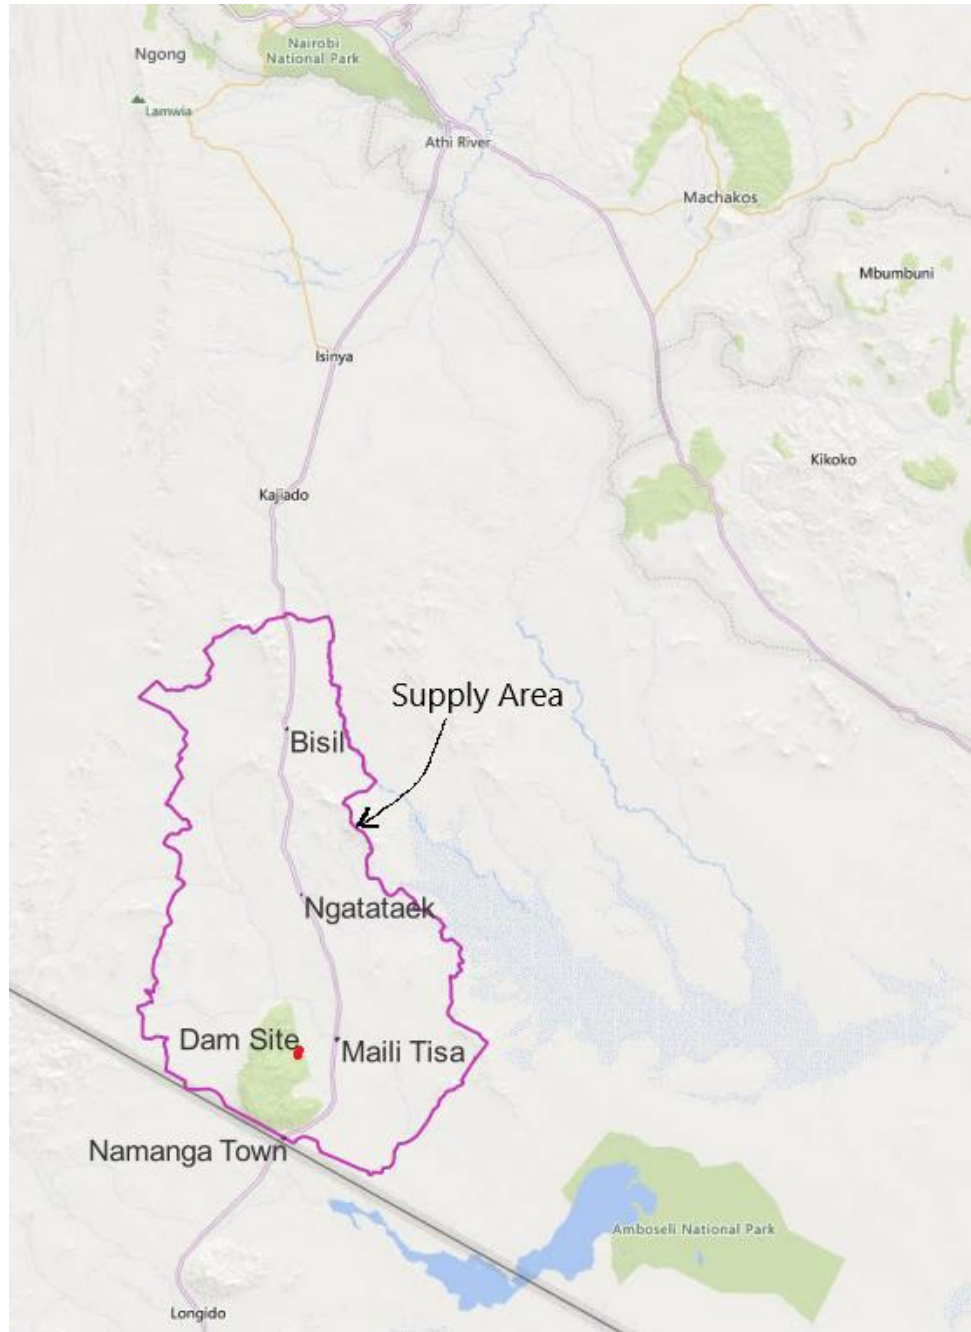 Nairobi
National Park
Ngong
Lamwia
Athi River
Machakos
Mbumbuni
Isinya
Kikoko
Kajiado
Supply Area
Bisil
Ngatataek
Dam Site
Maili Tisa
Namanga Town
Amboseli National Park
Longido